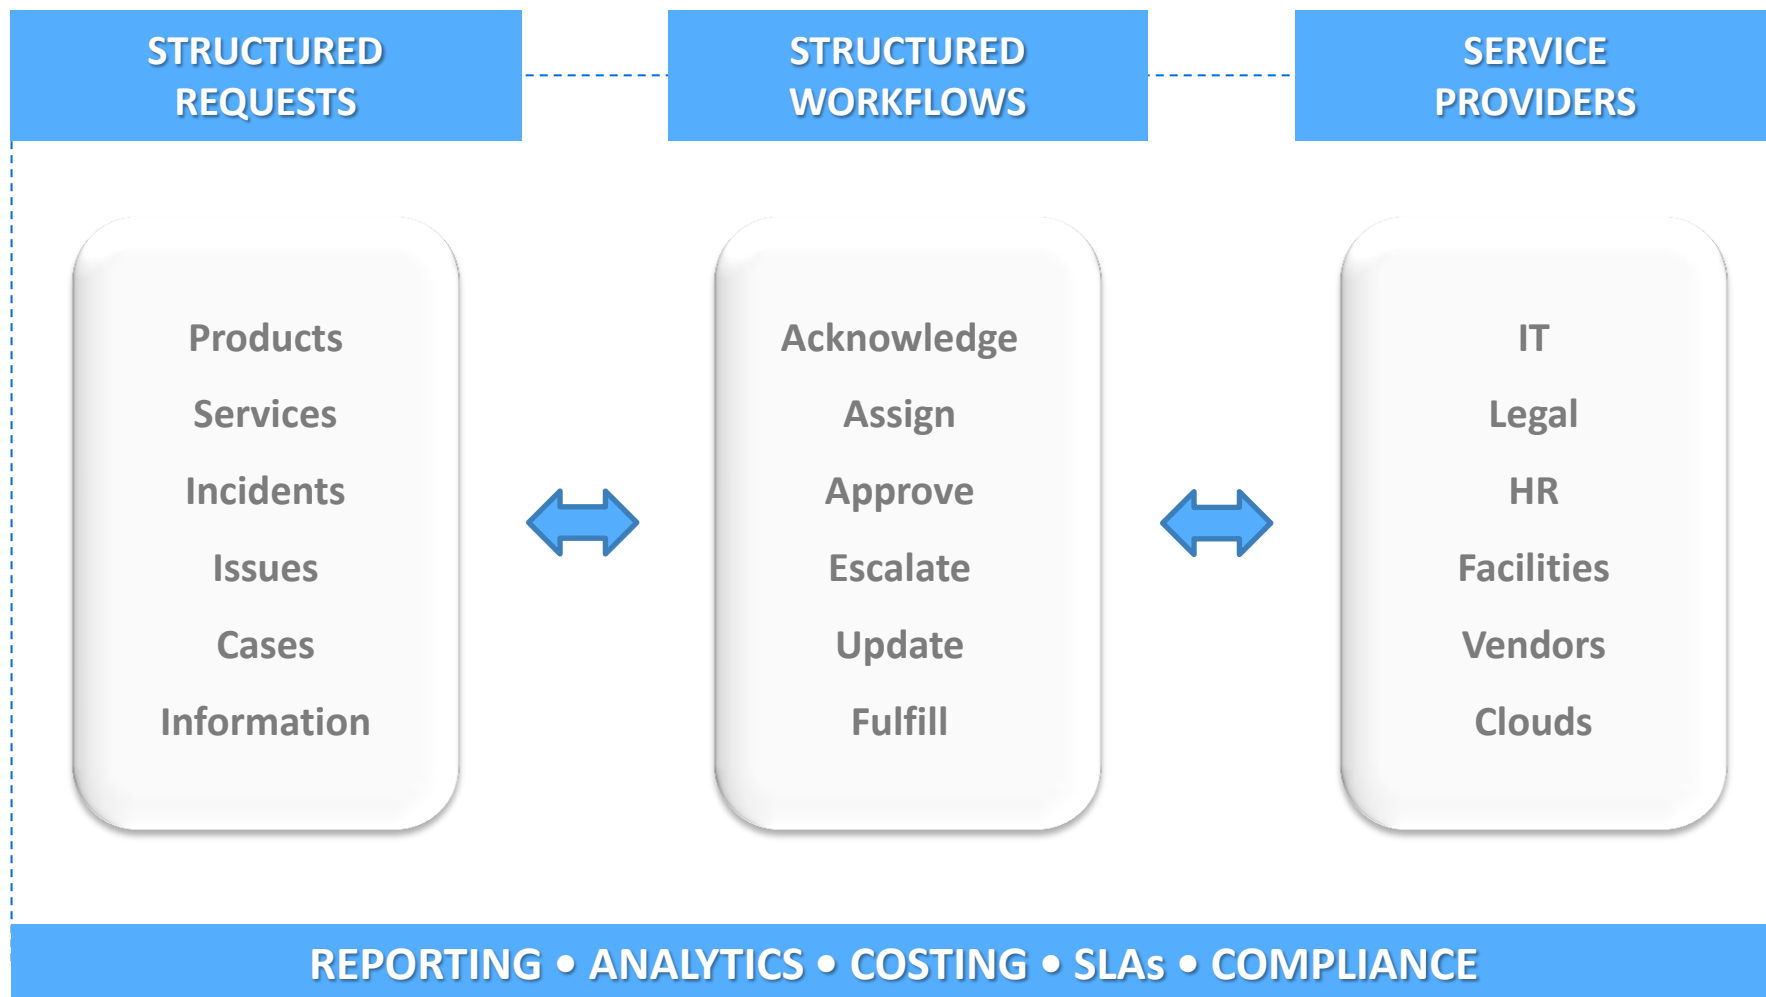 STRUCTURED
REQUESTS
STRUCTURED
WORKFLOWS
SERVICE
PROVIDERS
Products
Services
Incidents
Issues
Cases
Information
Acknowledge
Assign
Approve
Escalate
Update
Fulfill
IT
Legal
HR
Facilities
Vendors
Clouds
REPORTING • ANALYTICS • COSTING • SLAs • COMPLIANCE